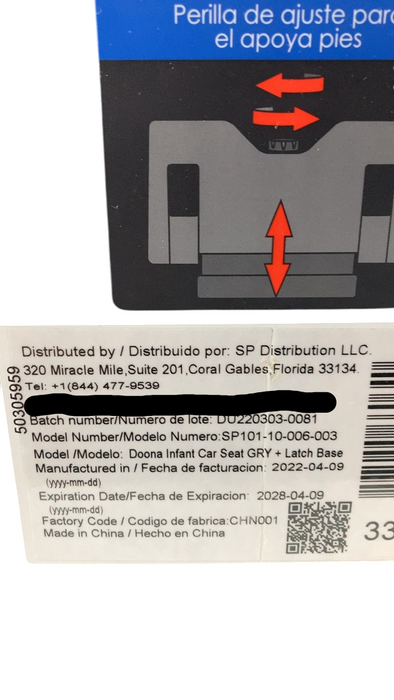 Perilla de ajuste para
el apoya pies
Distributed by / Distribuido por: SP Distribution LLC.
320 Miracle Mile,Suite 201,Coral Gables,Florida 33134.
Tel: +1(844) 477-9539
Batch number/Numero de lote: DU220303-0081
Model Number/Modelo Numero:SP101-10-006-003
Model /Modelo: Doona Infant Car Seat GRY + Latch Base
Manufactured in / Fecha de facturacion: 2022-04-09
(yyyy-mm-dd)
Expiration Date/Fecha de Expiracion: 2028-04-09
(yyyy-mm-dd)
Factory Code / Codigo de fabrica:CHN001
Made in China / Hecho en China
50305959
33